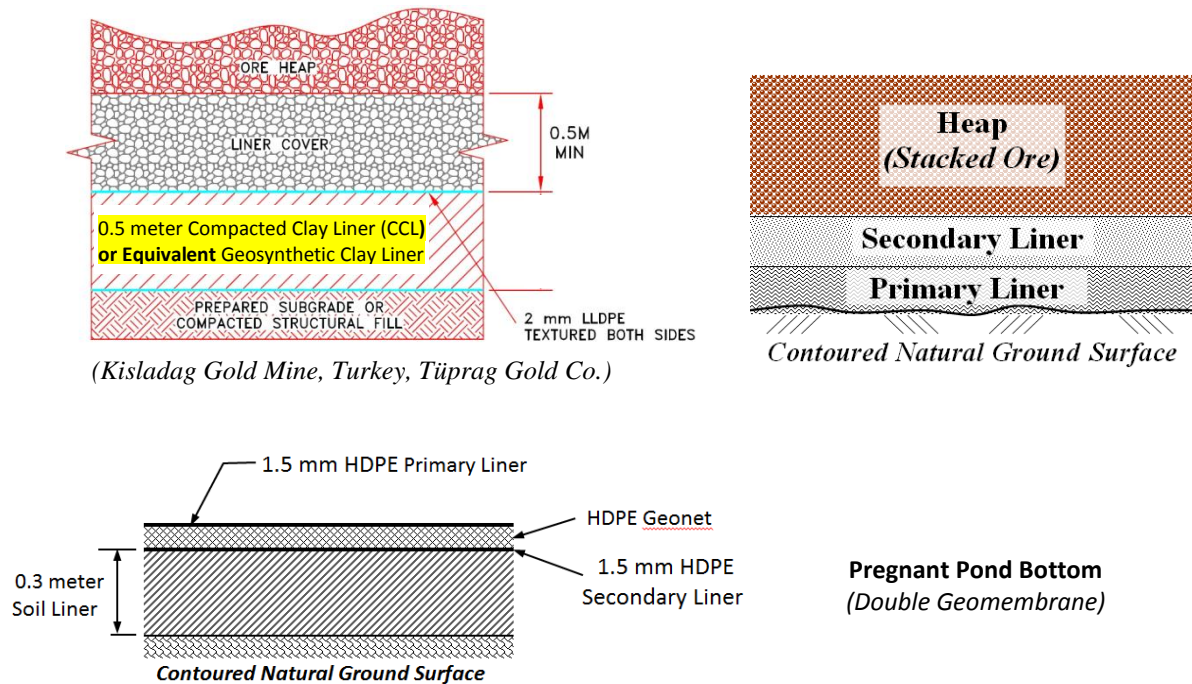 ORE HEAP
LINER COVER
0.5M
MIN
0.5 meter Compacted Clay Liner (CCL)
or Equivalent Geosynthetic Clay Liner
PREPARED SUBGRADE OR
COMPACTED STRUCTURAL FILL
2 mm LLDPE
TEXTURED BOTH SIDES
(Kisladag Gold Mine, Turkey, Tüprag Gold Co.)
Heap
(Stacked Ore)
Secondary Liner
Primary Liner
Contoured Natural Ground Surface
1.5 mm HDPE Primary Liner
HDPE Geonet
0.3 meter
Soil Liner
1.5 mm HDPE
Secondary Liner
Contoured Natural Ground Surface
Pregnant Pond Bottom
(Double Geomembrane)